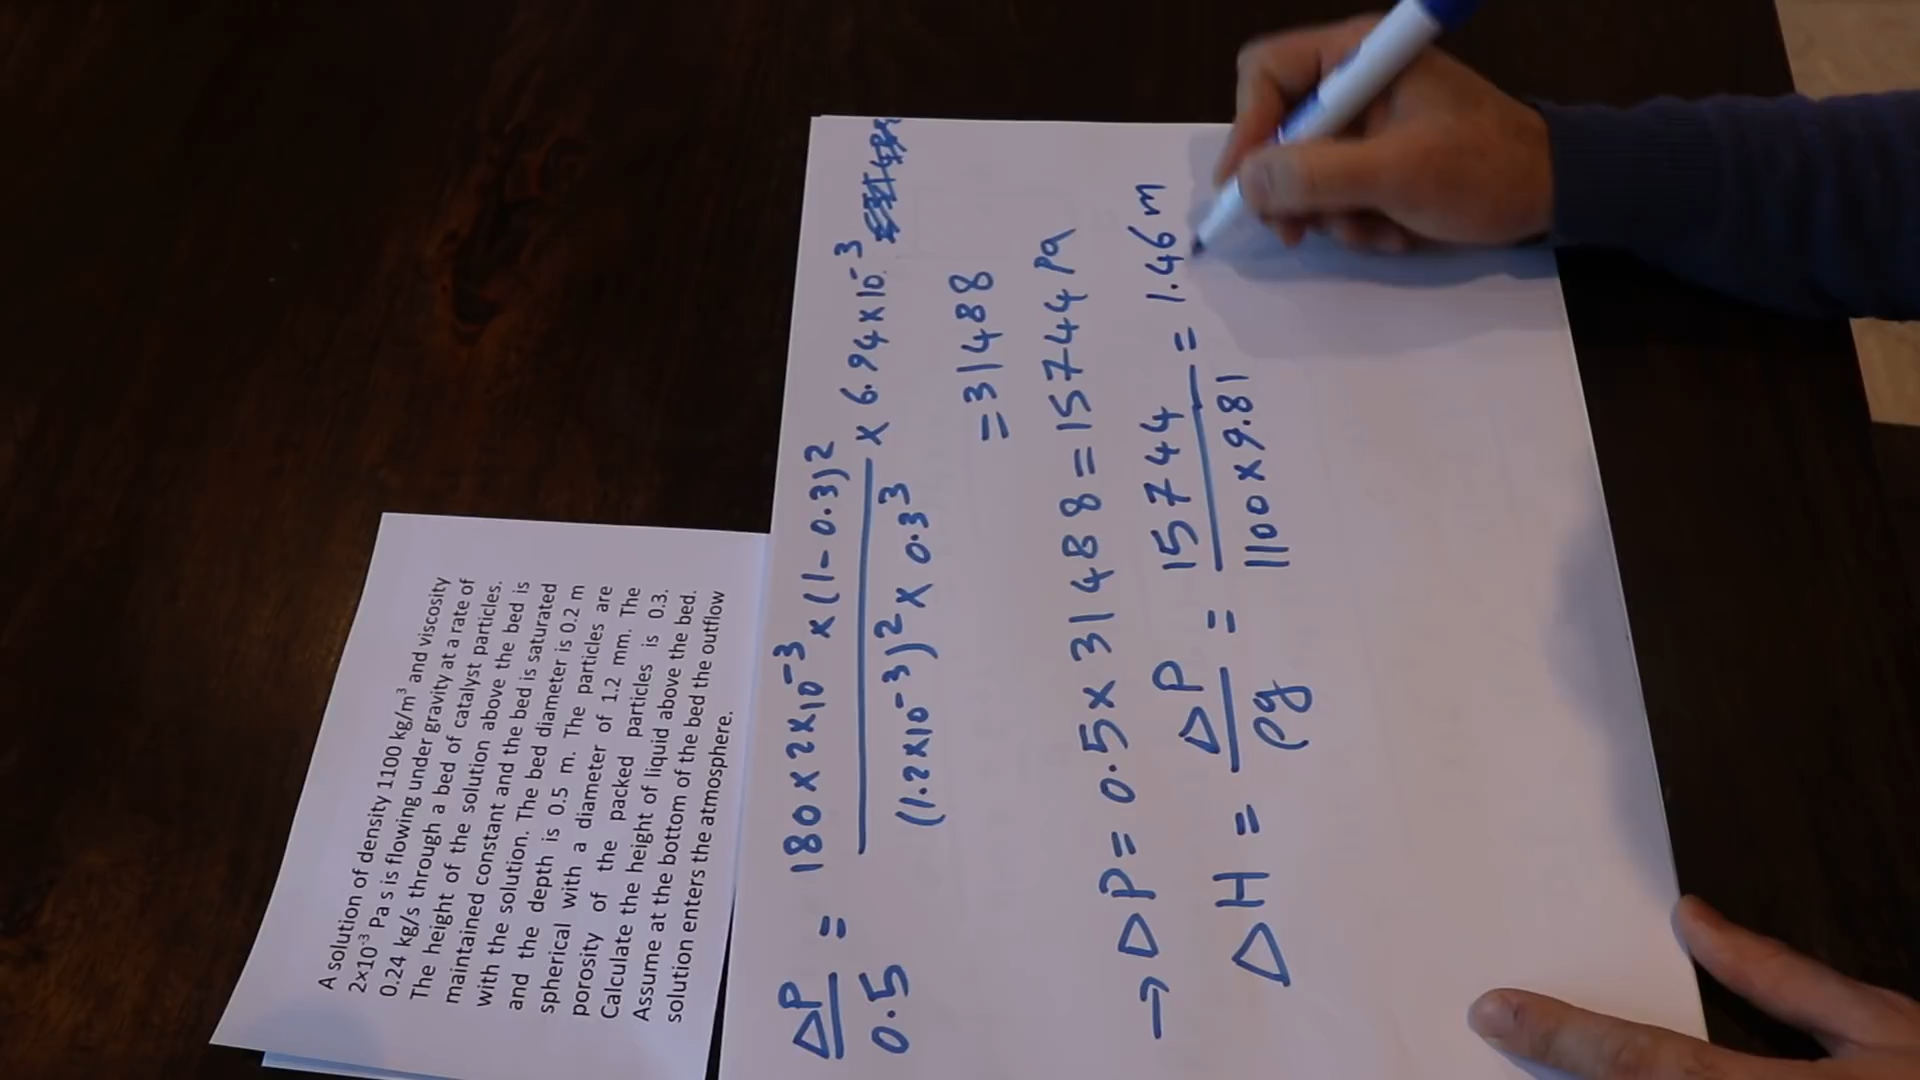 A solution of density 1100 kg/m³ and viscosity
2×10⁻³ Pa s is flowing under gravity at a rate of
0.24 kg/s through a bed of catalyst particles.
The height of the solution above the bed is
maintained constant and the bed is saturated
with the solution. The bed diameter is 0.2 m
and the depth is 0.5 m. The particles are
spherical with a diameter of 1.2 mm. The
porosity of the packed particles is 0.3.
Calculate the height of liquid above the bed.
Assume at the bottom of the bed the outflow
solution enters the atmosphere.
ΔP/0.5 = 180×2×10⁻³×(1-0.3)²/(1.2×10⁻³)²×0.3³ × 6.94×10⁻³
=31488
→ΔP=0.5×31488=15744Pa
ΔH = ΔP/ρg = 15744/1100×9.81 = 1.46m